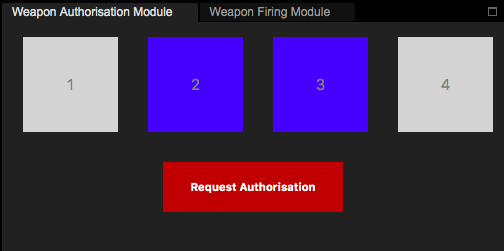 Weapon Authorisation Module
Weapon Firing Module
1
2
3
4
Request Authorisation